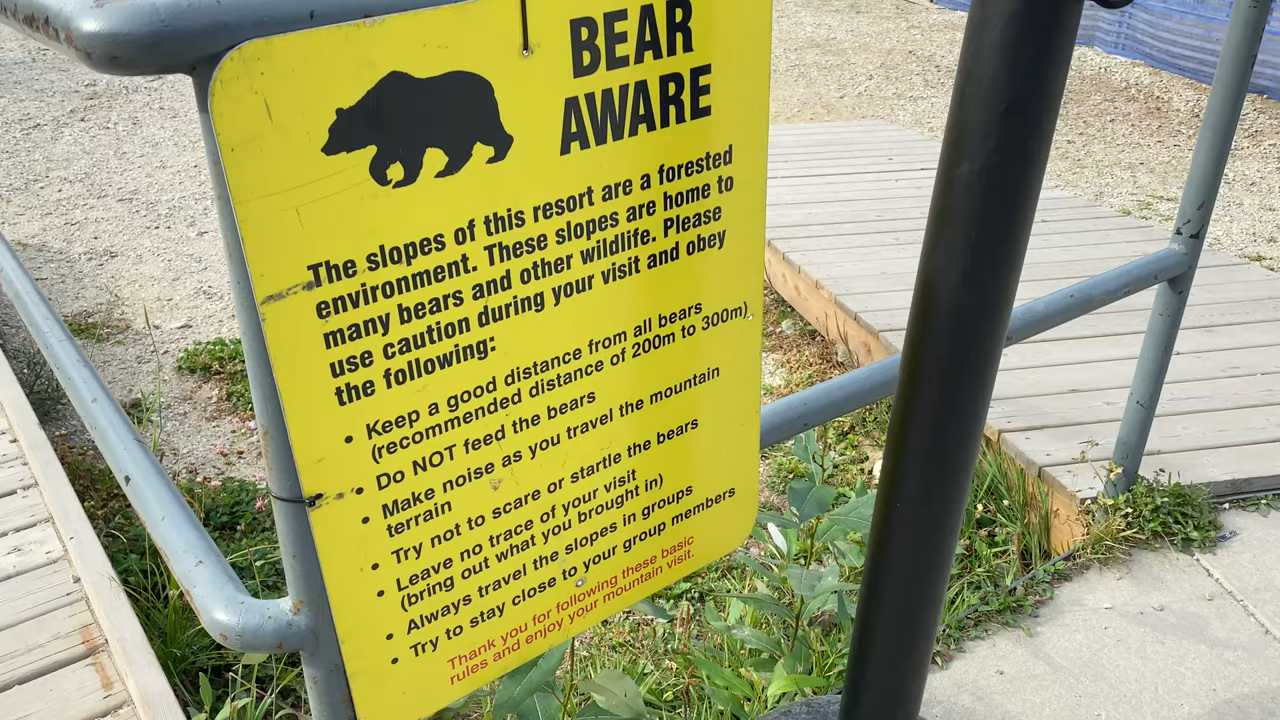 BEAR
AWARE
The slopes of this resort are a forested
environment. These slopes are home to
many bears and other wildlife. Please
use caution during your visit and obey
the following:
• Keep a good distance from all bears
(recommended distance of 200m to 300m)
• Do NOT feed the bears
• Make noise as you travel the mountain
terrain
• Try not to scare or startle the bears
• Leave no trace of your visit
(bring out what you brought in)
• Always travel the slopes in groups
• Try to stay close to your group members
Thank you for following these basic
rules and enjoy your mountain visit.